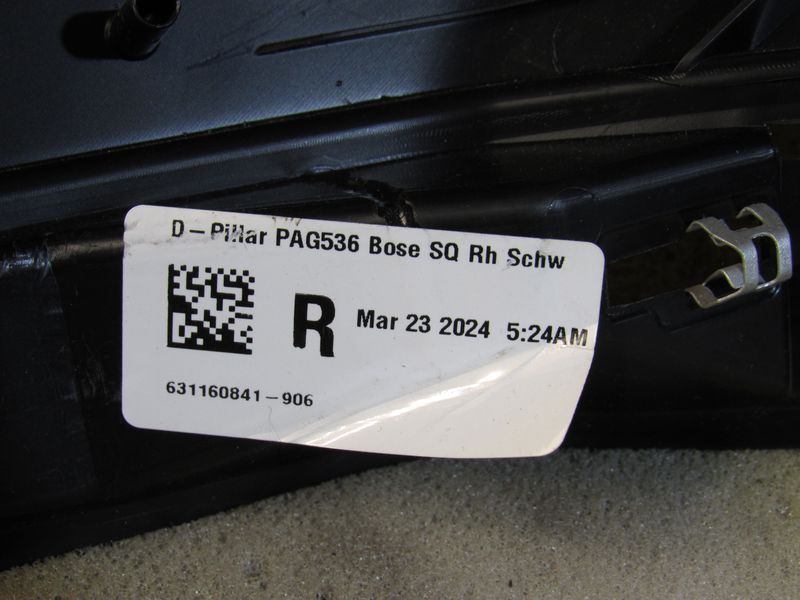 D-Pillar PAG536 Bose SQ Rh Schw
R
Mar 23 2024 5:24AM
631160841-906